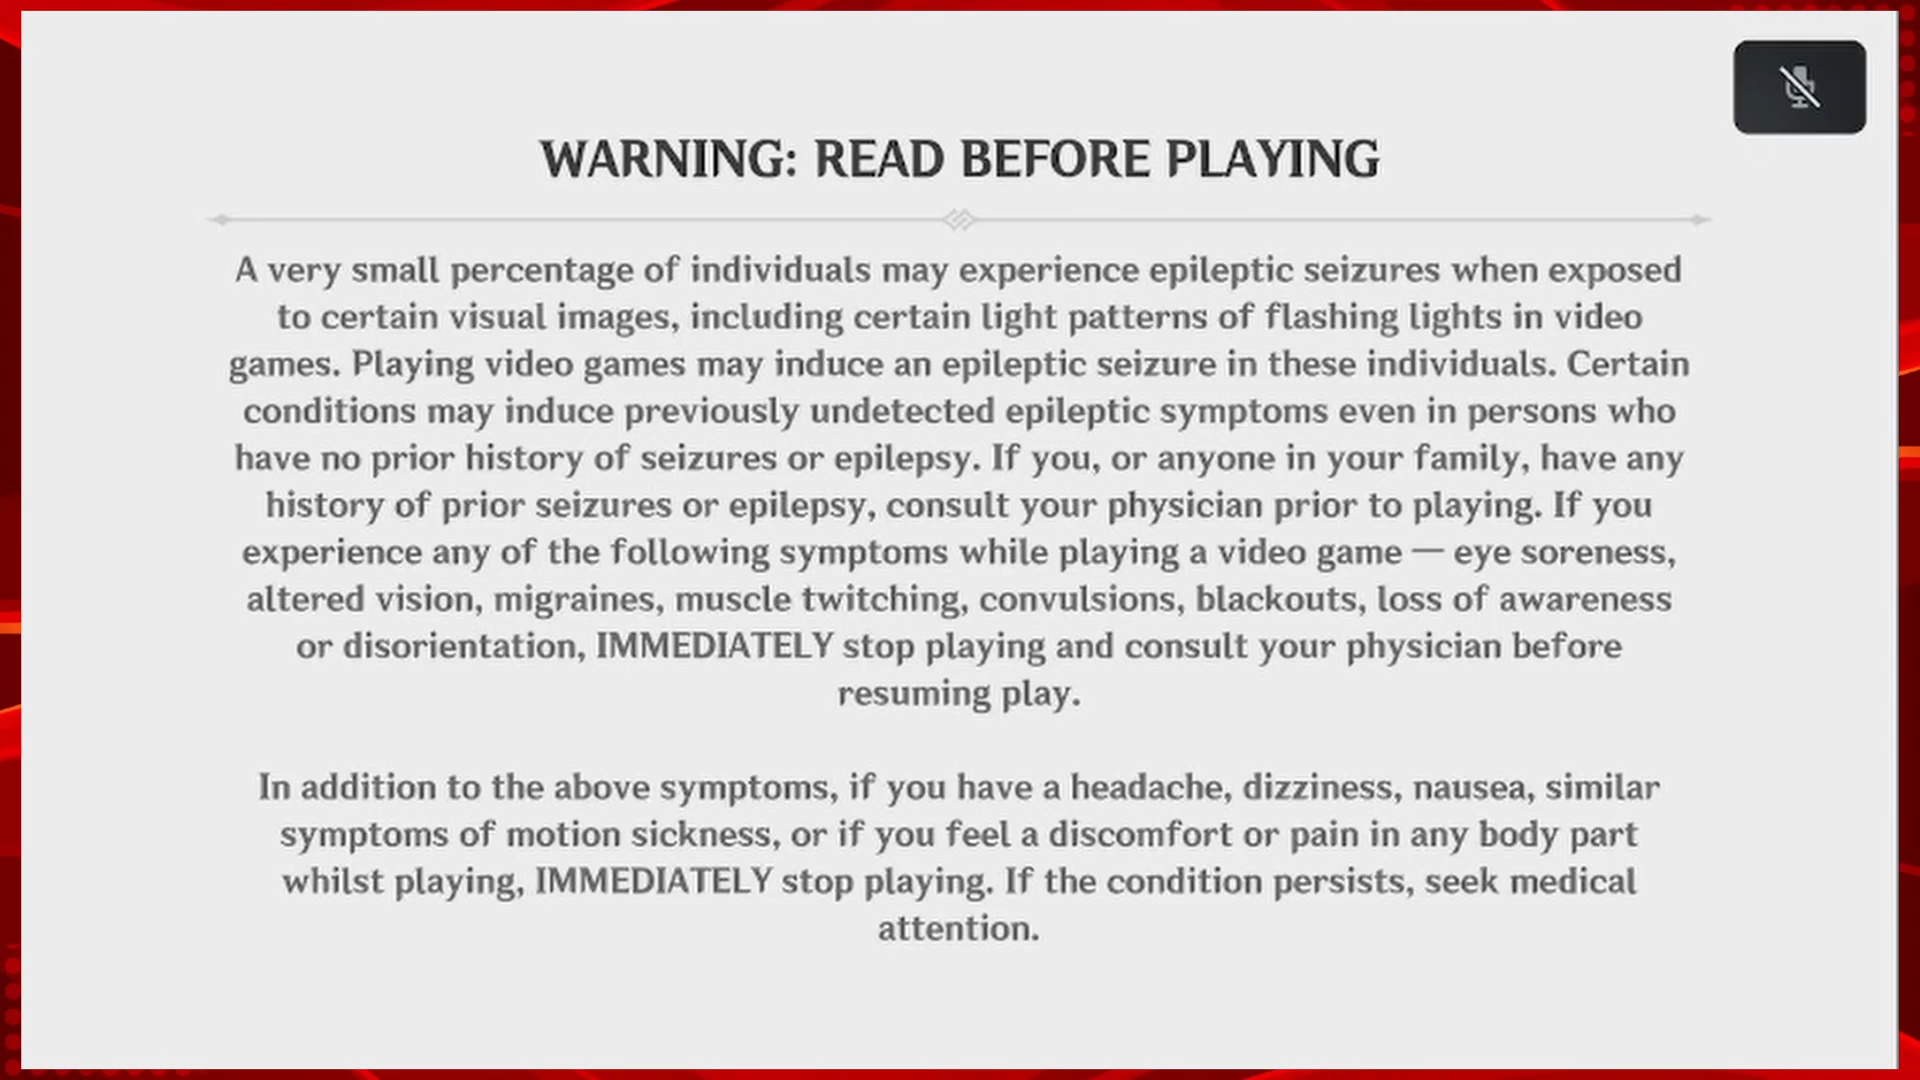 WARNING: READ BEFORE PLAYING
A very small percentage of individuals may experience epileptic seizures when exposed
to certain visual images, including certain light patterns of flashing lights in video
games. Playing video games may induce an epileptic seizure in these individuals. Certain
conditions may induce previously undetected epileptic symptoms even in persons who
have no prior history of seizures or epilepsy. If you, or anyone in your family, have any
history of prior seizures or epilepsy, consult your physician prior to playing. If you
experience any of the following symptoms while playing a video game — eye soreness,
altered vision, migraines, muscle twitching, convulsions, blackouts, loss of awareness
or disorientation, IMMEDIATELY stop playing and consult your physician before
resuming play.
In addition to the above symptoms, if you have a headache, dizziness, nausea, similar
symptoms of motion sickness, or if you feel a discomfort or pain in any body part
whilst playing, IMMEDIATELY stop playing. If the condition persists, seek medical
attention.